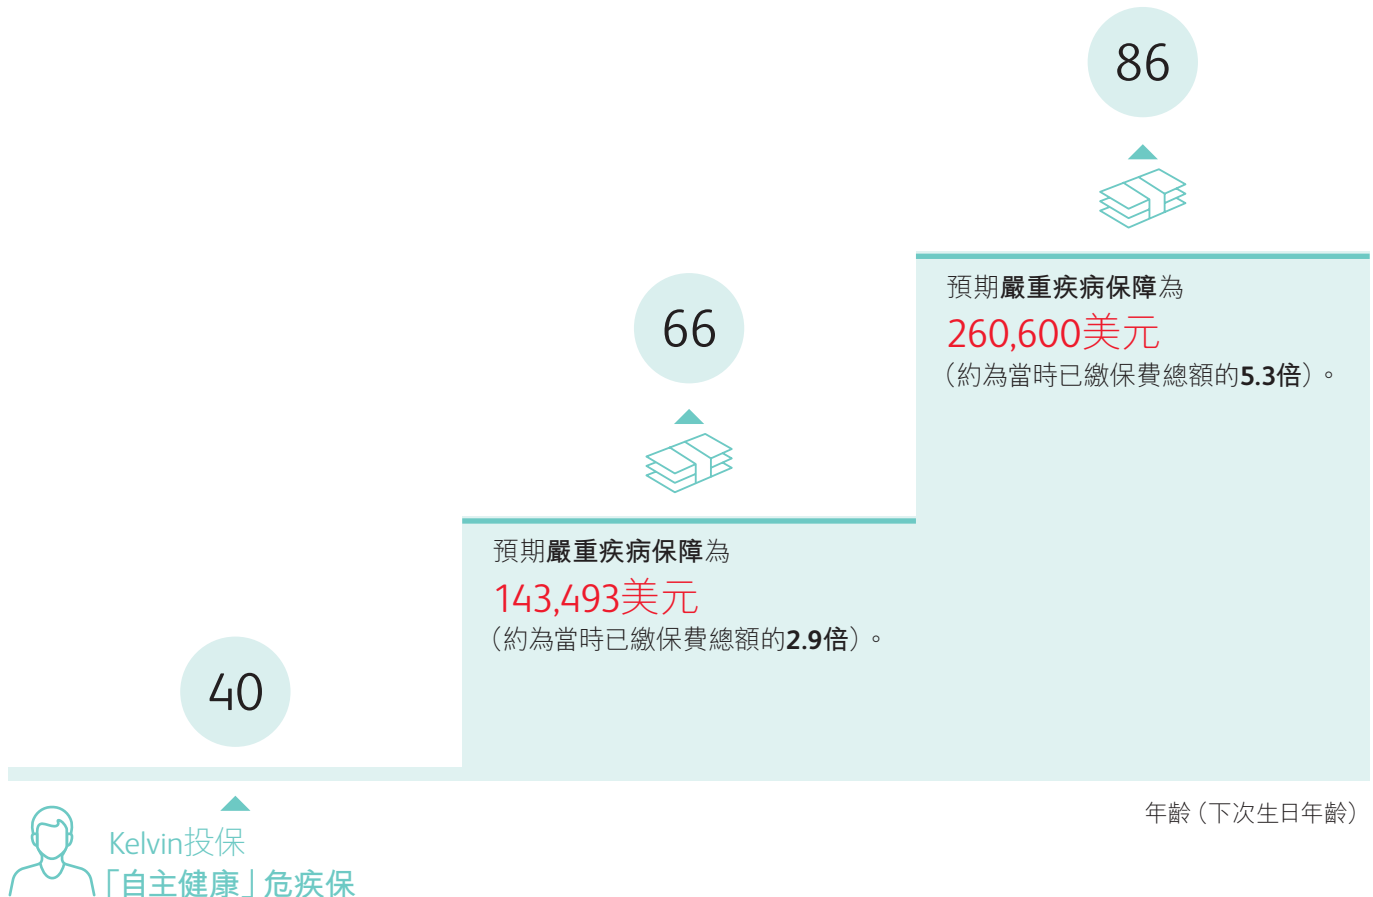 86
預期嚴重疾病保障為
260,600美元
（約為當時已繳保費總額的5.3倍）。
66
預期嚴重疾病保障為
143,493美元
（約為當時已繳保費總額的2.9倍）。
40
年齡（下次生日年齡）
Kelvin投保
「自主健康」危疾保